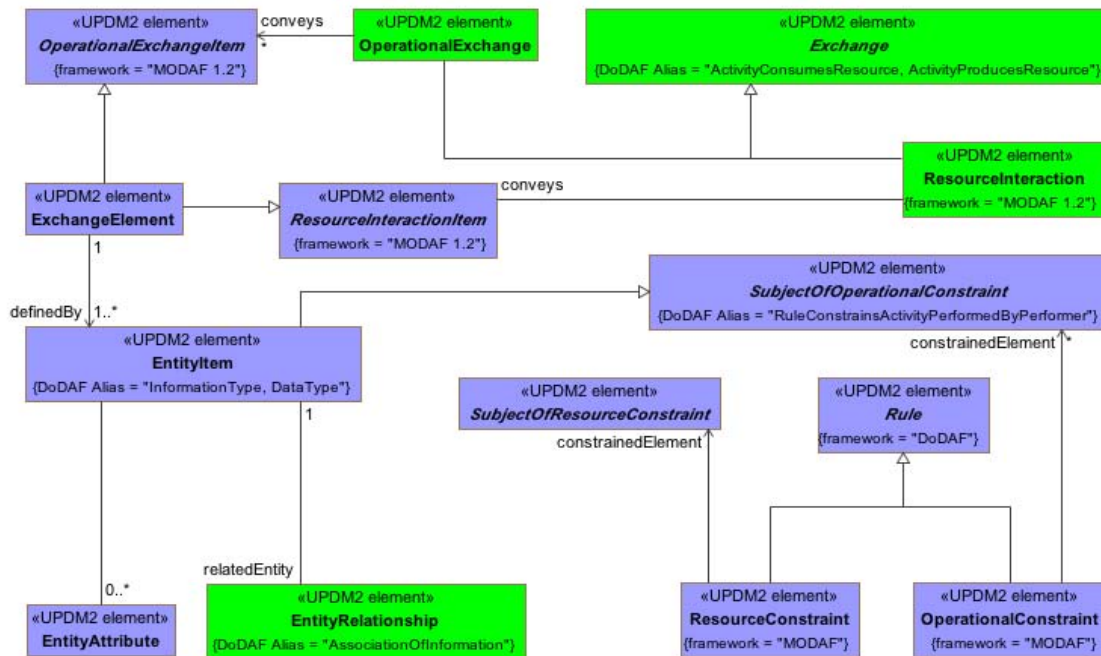 «UPDM2 element»
OperationalExchangeItem
{framework = "MODAF 1.2"}
conveys
*
«UPDM2 element»
OperationalExchange
«UPDM2 element»
Exchange
{DoDAF Alias = "ActivityConsumesResource, ActivityProducesResource"}
«UPDM2 element»
ExchangeElement
1
«UPDM2 element»
ResourceInteractionItem
{framework = "MODAF 1.2"}
conveys
«UPDM2 element»
ResourceInteraction
{framework = "MODAF 1.2"}
definedBy
1..*
«UPDM2 element»
EntityItem
{DoDAF Alias = "InformationType, DataType"}
1
«UPDM2 element»
SubjectOfOperationalConstraint
{DoDAF Alias = "RuleConstrainsActivityPerformedByPerformer"}
constrainedElement
*
«UPDM2 element»
SubjectOfResourceConstraint
constrainedElement
«UPDM2 element»
Rule
{framework = "DoDAF"}
0..*
relatedEntity
«UPDM2 element»
EntityAttribute
«UPDM2 element»
EntityRelationship
{DoDAF Alias = "AssociationOfInformation"}
«UPDM2 element»
ResourceConstraint
{framework = "MODAF"}
«UPDM2 element»
OperationalConstraint
{framework = "MODAF"}